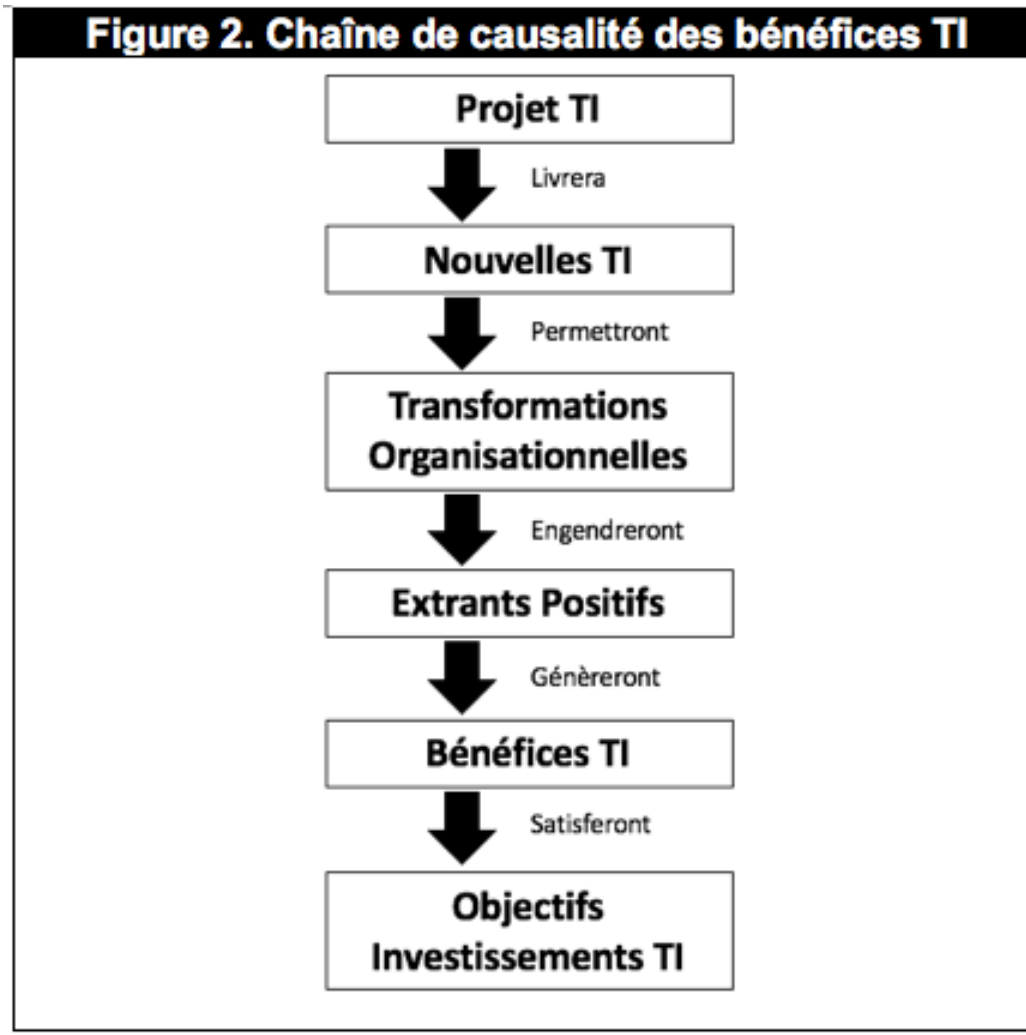 Figure 2. Chaîne de causalité des bénéfices TI
Projet TI
Livrera
Nouvelles TI
Permettront
Transformations
Organisationnelles
Engendreront
Extrants Positifs
Génèreront
Bénéfices TI
Satisferont
Objectifs
Investissements TI